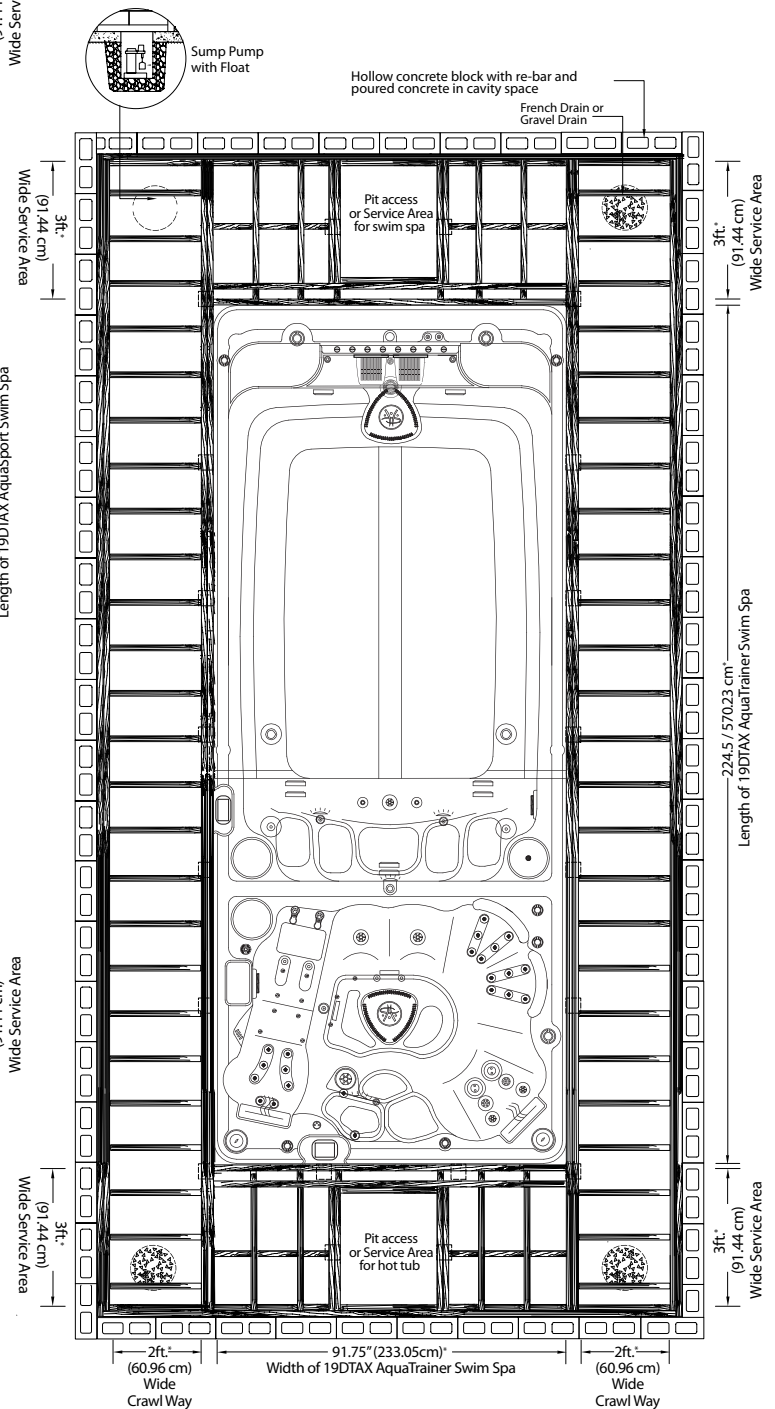 Wide Serv
Sump Pump
with Float
Hollow concrete block with re-bar and
poured concrete in cavity space
French Drain or
Gravel Drain
3ft.*
(91.44 cm)
Wide Service Area
Pit access
or Service Area
for swim spa
3ft.*
(91.44 cm)
Wide Service Area
Length of 19DTAX AquaSport Swim Spa
224.5 / 570.23 cm*
Length of 19DTAX AquaTrainer Swim Spa
Wide Service Area
3ft.*
(91.44 cm)
Wide Service Area
Pit access
or Service Area
for hot tub
3ft.*
(91.44 cm)
Wide Service Area
2ft.*
(60.96 cm)
Wide
Crawl Way
91.75” (233.05cm)*
Width of 19DTAX AquaTrainer Swim Spa
2ft.*
(60.96 cm)
Wide
Crawl Way